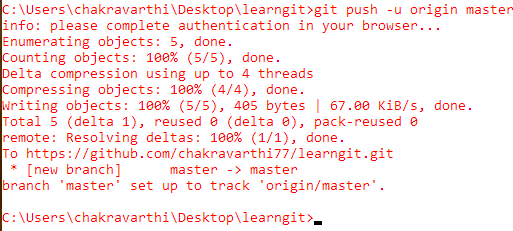 C:\Users\chakravarthi\Desktop\learngit>git push -u origin master
info: please complete authentication in your browser...
Enumerating objects: 5, done.
Counting objects: 100% (5/5), done.
Delta compression using up to 4 threads
Compressing objects: 100% (4/4), done.
Writing objects: 100% (5/5), 405 bytes | 67.00 KiB/s, done.
Total 5 (delta 1), reused 0 (delta 0), pack-reused 0
remote: Resolving deltas: 100% (1/1), done.
To https://github.com/chakravarthi77/learngit.git
 * [new branch]      master -> master
branch 'master' set up to track 'origin/master'.
C:\Users\chakravarthi\Desktop\learngit>